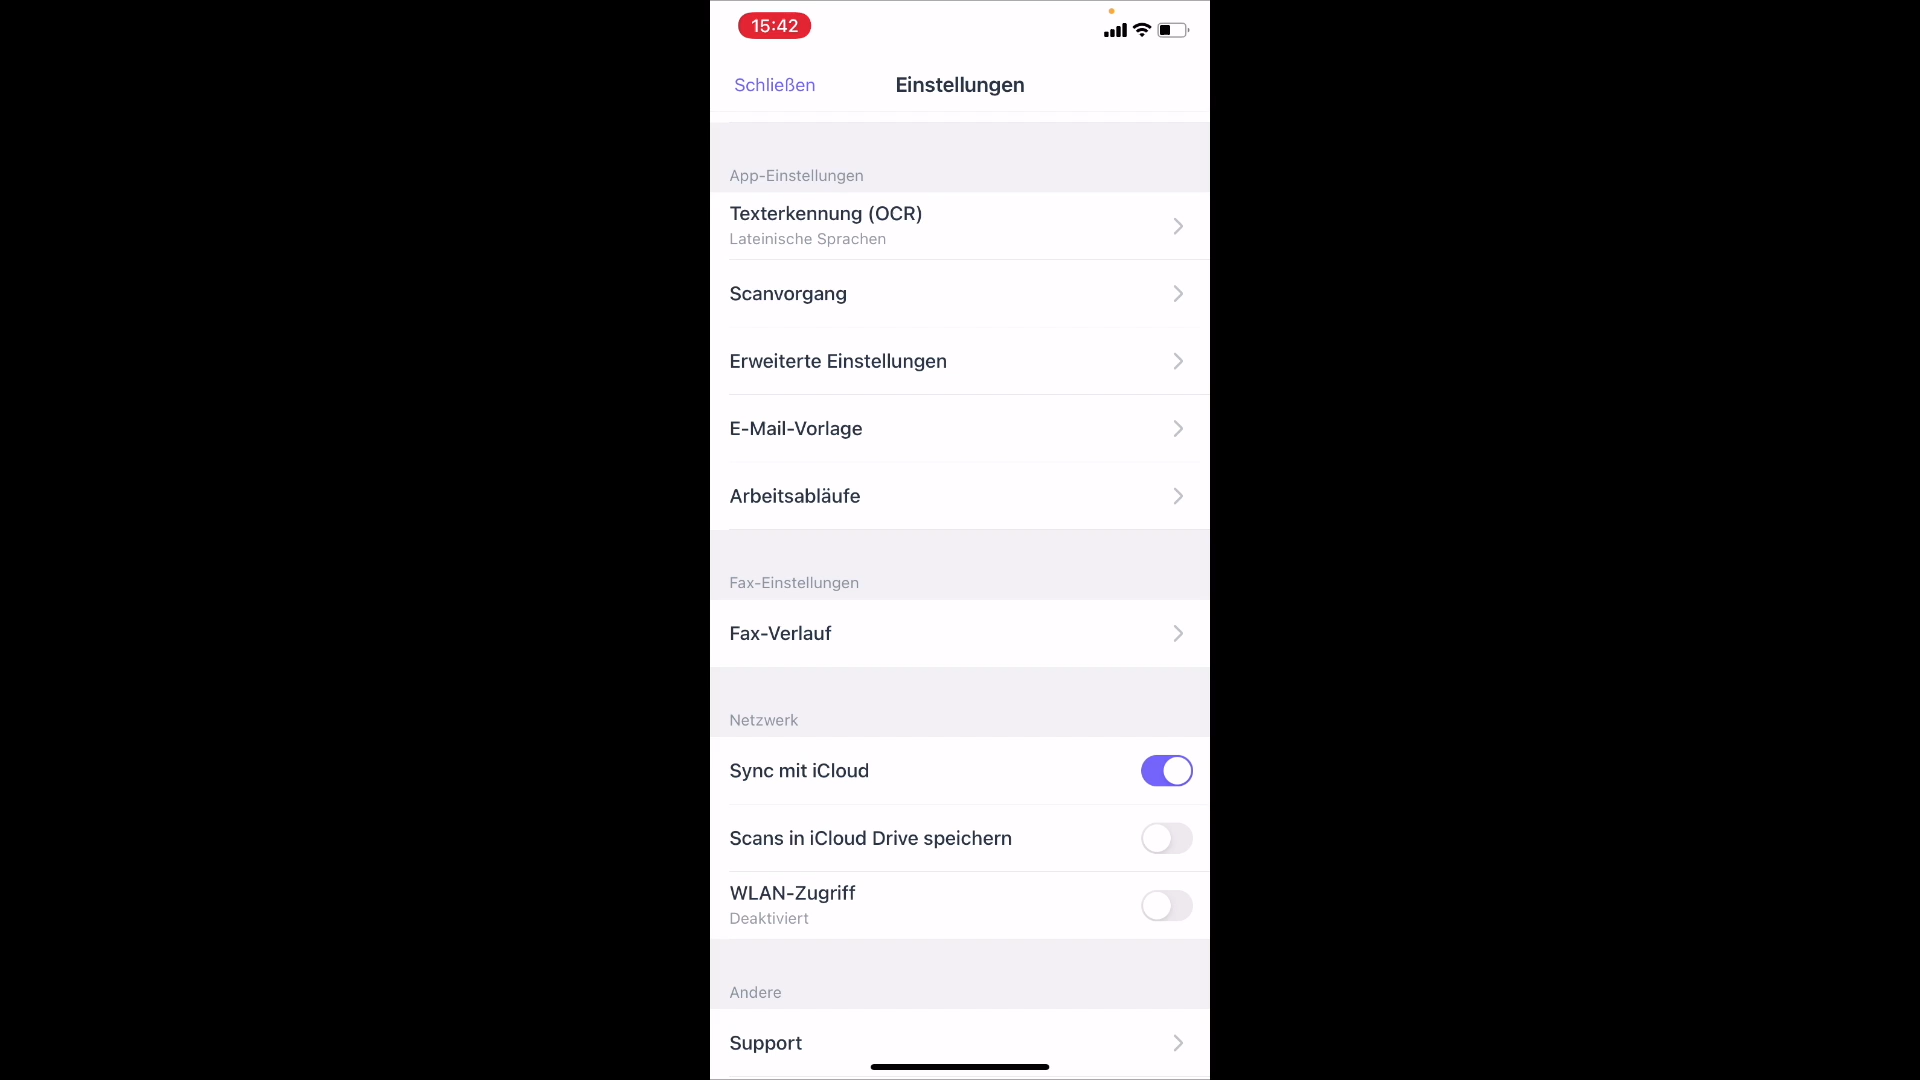 15:42
Schließen
Einstellungen
App-Einstellungen
Texterkennung (OCR)
Lateinische Sprachen
Scanvorgang
Erweiterte Einstellungen
E-Mail-Vorlage
Arbeitsabläufe
Fax-Einstellungen
Fax-Verlauf
Netzwerk
Sync mit iCloud
Scans in iCloud Drive speichern
WLAN-Zugriff
Deaktiviert
Andere
Support